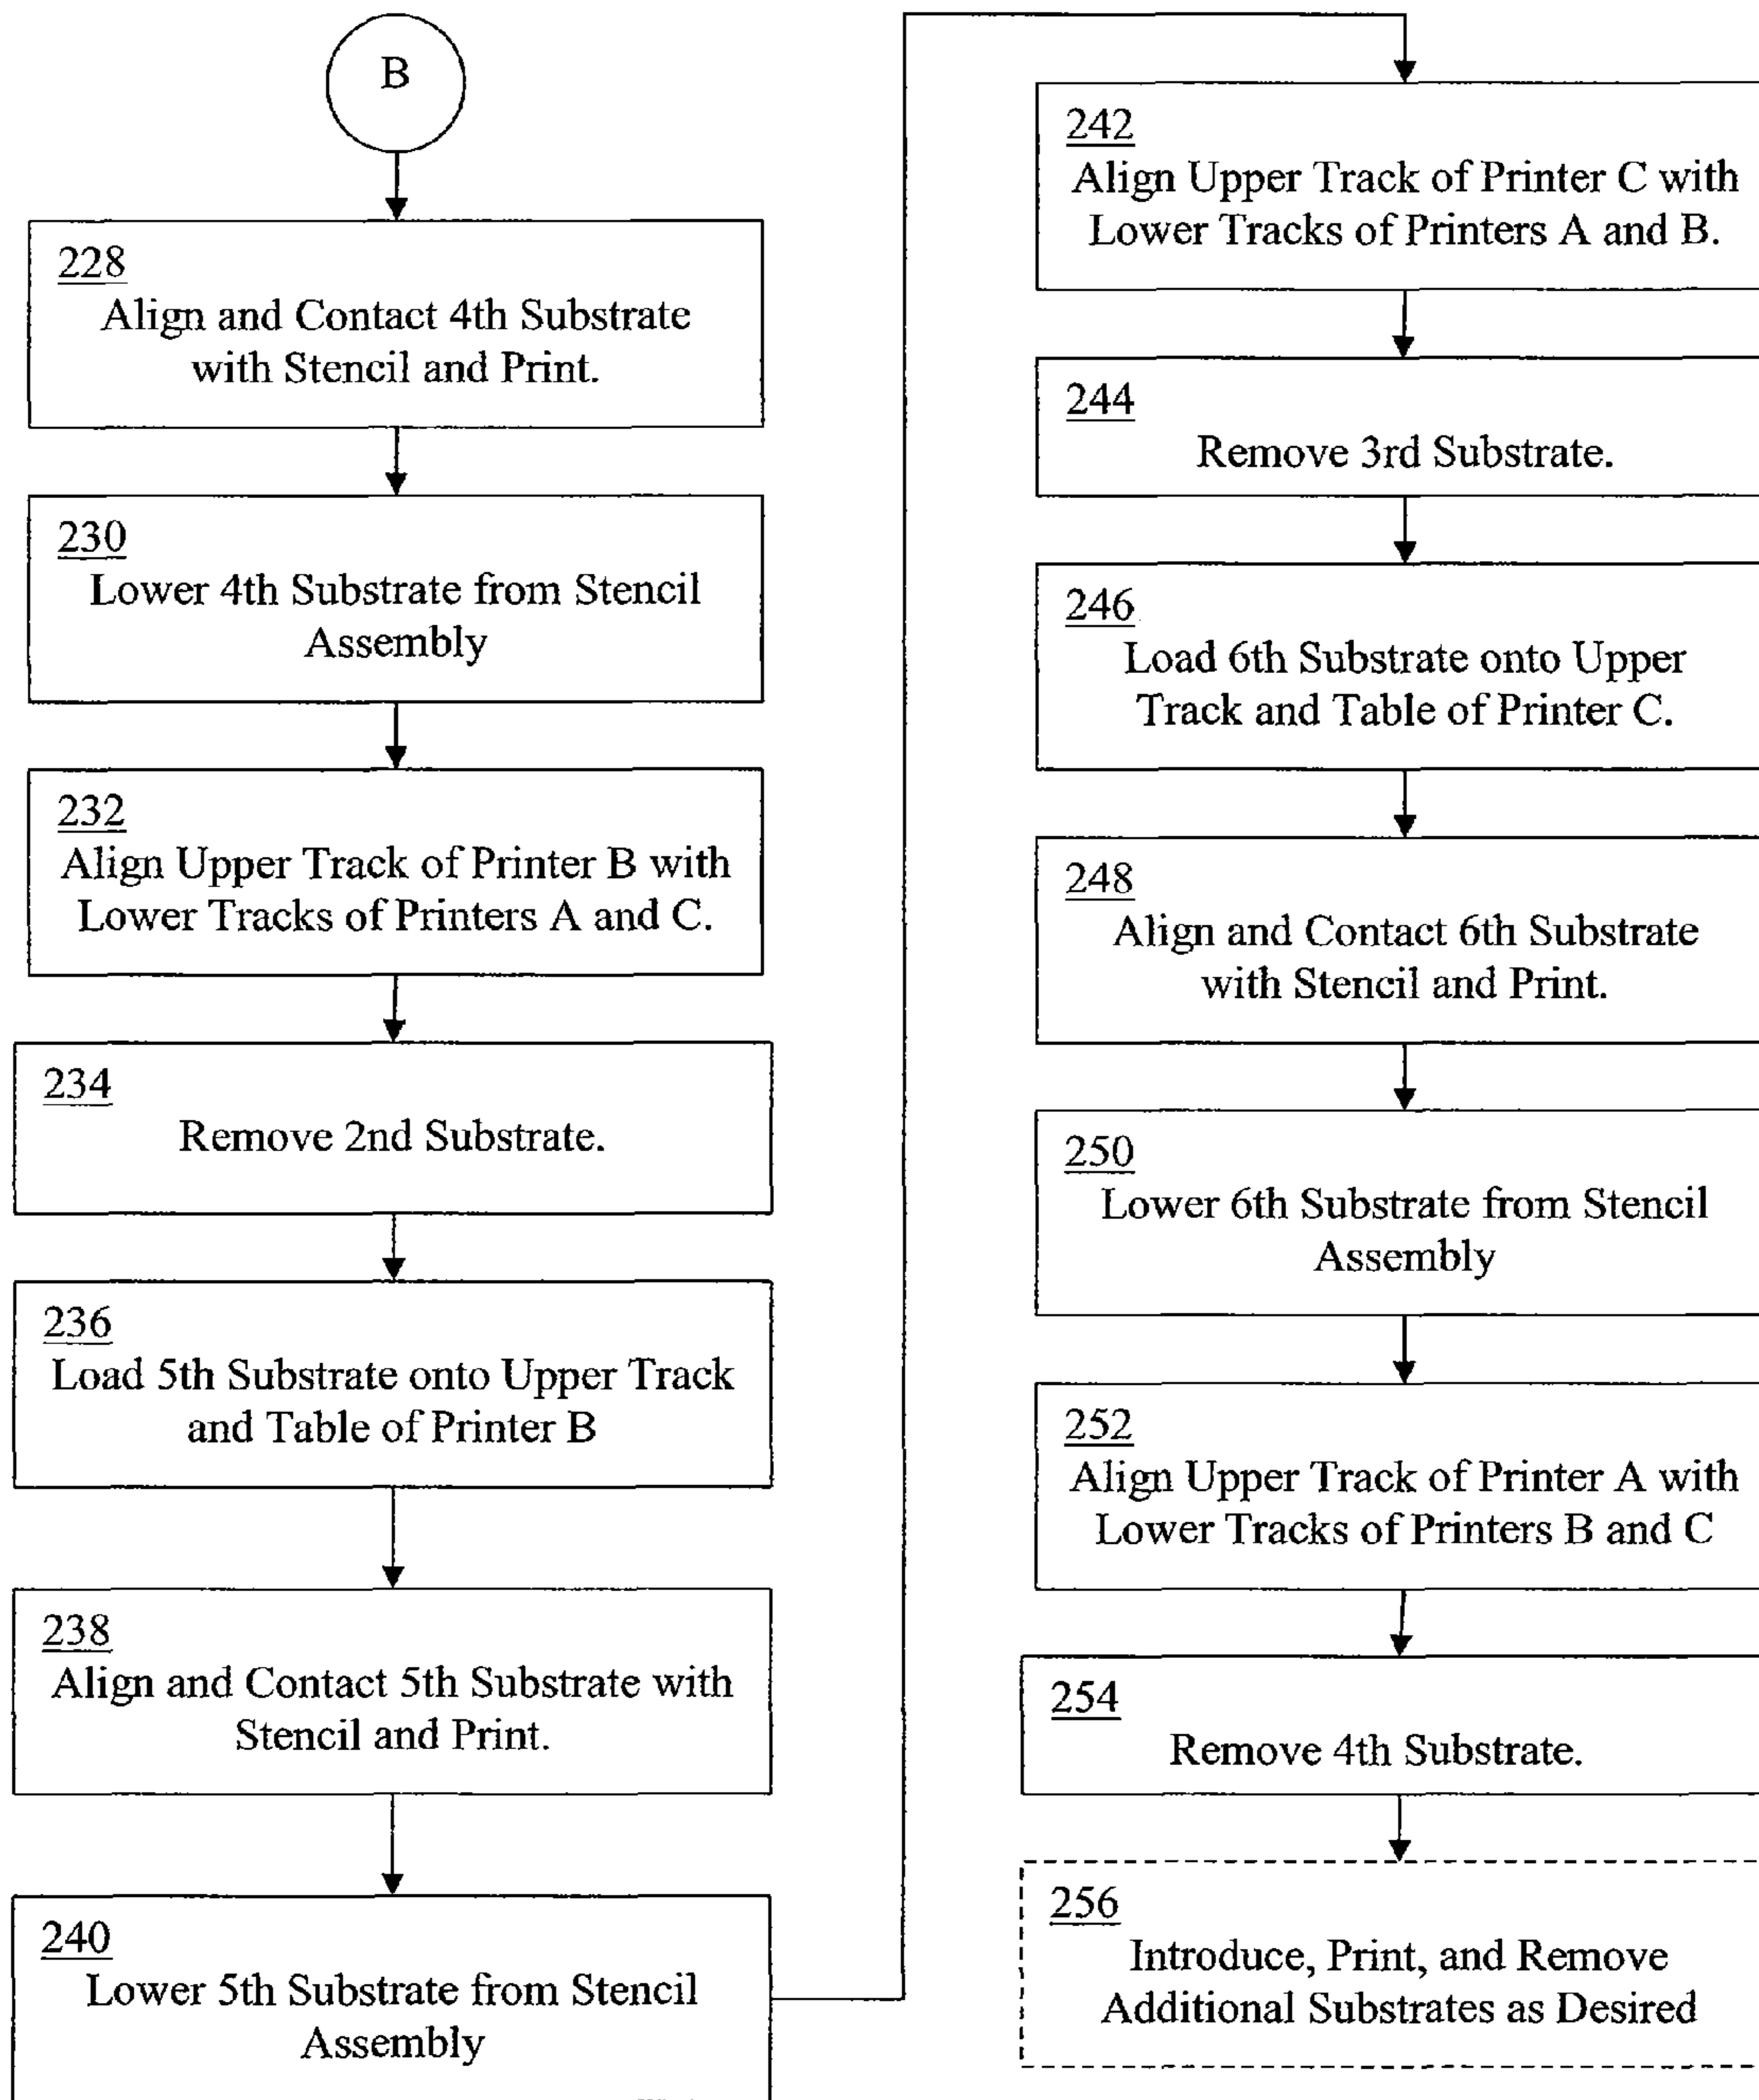 B
228
Align and Contact 4th Substrate
with Stencil and Print.
230
Lower 4th Substrate from Stencil
Assembly
232
Align Upper Track of Printer B with
Lower Tracks of Printers A and C.
234
Remove 2nd Substrate.
236
Load 5th Substrate onto Upper Track
and Table of Printer B
238
Align and Contact 5th Substrate with
Stencil and Print.
240
Lower 5th Substrate from Stencil
Assembly
242
Align Upper Track of Printer C with
Lower Tracks of Printers A and B.
244
Remove 3rd Substrate.
246
Load 6th Substrate onto Upper
Track and Table of Printer C.
248
Align and Contact 6th Substrate
with Stencil and Print.
250
Lower 6th Substrate from Stencil
Assembly
252
Align Upper Track of Printer A with
Lower Tracks of Printers B and C
254
Remove 4th Substrate.
256
Introduce, Print, and Remove
Additional Substrates as Desired